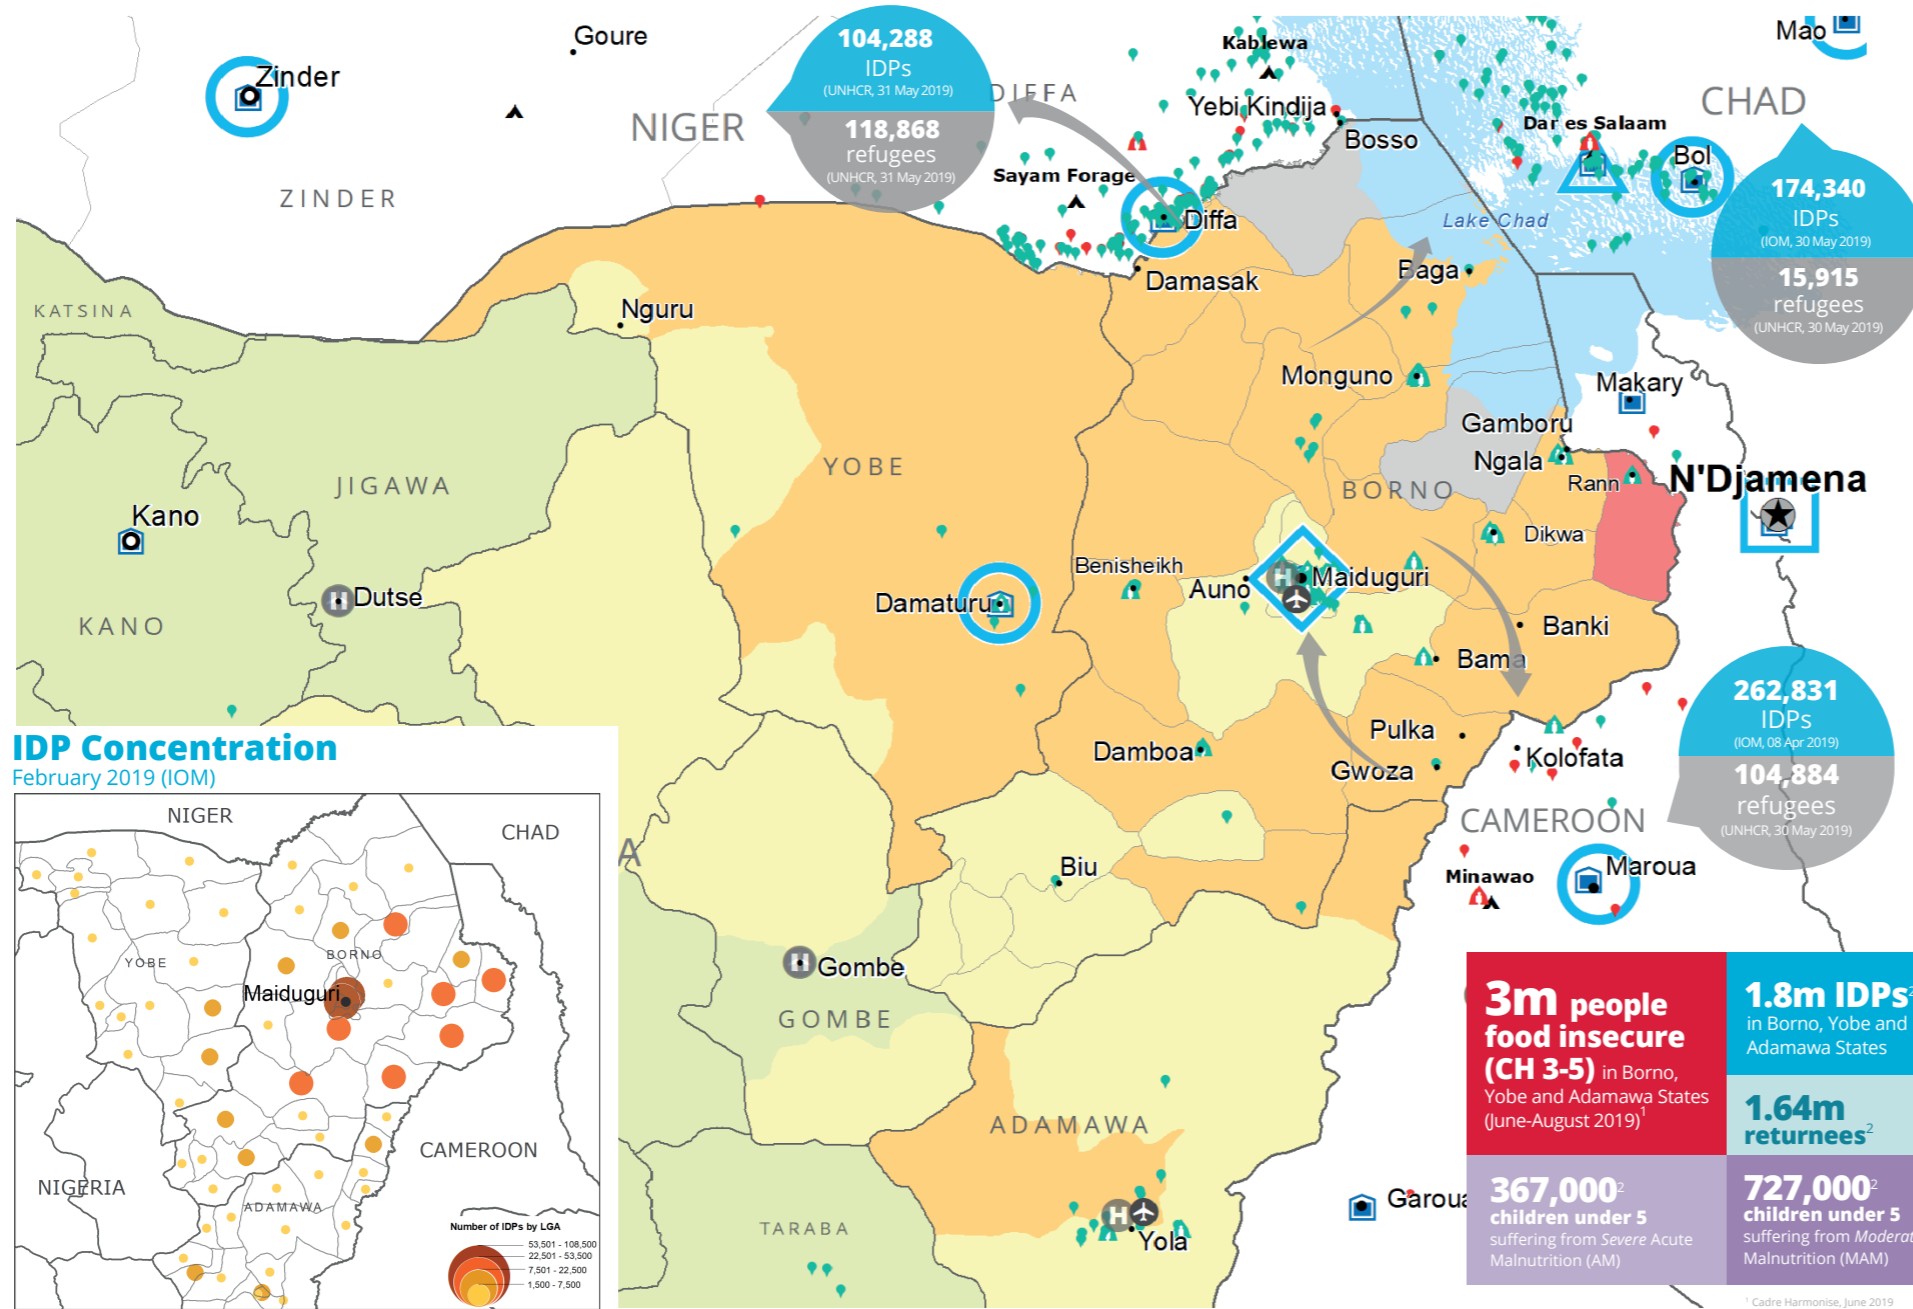 Goure
Zinder
ZINDER
NIGER
104,288
IDPs
(UNHCR, 31 May 2019)
118,868
refugees
(UNHCR, 31 May 2019)
DIFFA
Kablewa
Yebi Kindija
Bosso
Sayam Forage
Diffa
Damasak
Mao
CHAD
Dar es Salaam
Bol
174,340
IDPs
(IOM, 30 May 2019)
15,915
refugees
(UNHCR, 30 May 2019)
Lake Chad
Baga
KATSINA
Nguru
Monguno
Makary
Gamboru
Ngala
Rann
N'Djamena
YOBE
BORNO
JIGAWA
Kano
Dutse
KANO
Dikwa
Benisheikh
Auno
H
Maiduguri
Damaturu
H
Banki
Bama
Pulka
Damboa
Gwoza
Kolofata
262,831
IDPs
(IOM, 08 Apr 2019)
104,884
refugees
(UNHCR, 30 May 2019)
CAMEROON
Maroua
Minawao
A
Biu
H
Gombe
GOMBE
ADAMAWA
TARABA
H
Yola
Garoua
IDP Concentration
February 2019 (IOM)
NIGER
CHAD
YOBE
BORNO
Maiduguri
CAMEROON
NIGERIA
ADAMAWA
Number of IDPs by LGA
53,501 - 108,500
22,501 - 53,500
7,501 - 22,500
1,500 - 7,500
3m people
food insecure
(CH 3-5) in Borno,
Yobe and Adamawa States
(June-August 2019)1
1.8m IDPs2
in Borno, Yobe and
Adamawa States
1.64m
returnees2
367,0002
children under 5
suffering from Severe Acute
Malnutrition (AM)
727,0002
children under 5
suffering from Moderat
Malnutrition (MAM)
1 Cadre Harmonise, June 2019